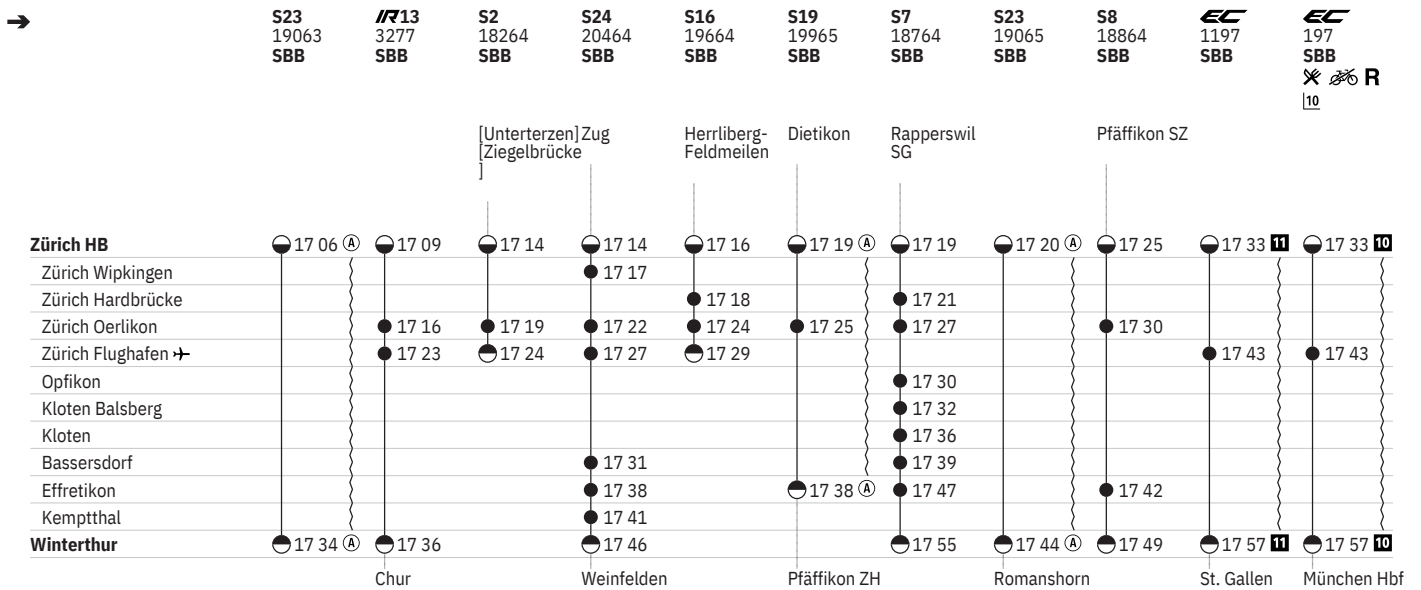 ➔ S23 IR13 S2 S24 S16 S19 S7 S23 S8 EC EC
19063 3277 18264 20464 19664 19965 18764 19065 18864 1197 197
SBB SBB SBB SBB SBB SBB SBB SBB SBB SBB SBB
R
10
[Unterterzen] Zug Herrliberg- Dietikon Rapperswil Pfäffikon SZ
[Ziegelbrücke Feldmeilen SG
]
Zürich HB 17 06 A 17 09 17 14 17 14 17 16 17 19 A 17 19 17 20 A 17 25 17 33 11 17 33 10
Zürich Wipkingen 17 17
Zürich Hardbrücke 17 18 17 21
Zürich Oerlikon 17 16 17 19 17 22 17 24 17 25 17 27 17 30
Zürich Flughafen 17 23 17 24 17 27 17 29 17 43 17 43
Opfikon 17 30
Kloten Balsberg 17 32
Kloten 17 36
Bassersdorf 17 31 17 39
Effretikon 17 38 17 38 A 17 47 17 42
Kemptthal 17 41
Winterthur 17 34 A 17 36 17 46 17 55 17 44 A 17 49 17 57 11 17 57 10
Chur Weinfelden Pfäffikon ZH Romanshorn St. Gallen München Hbf